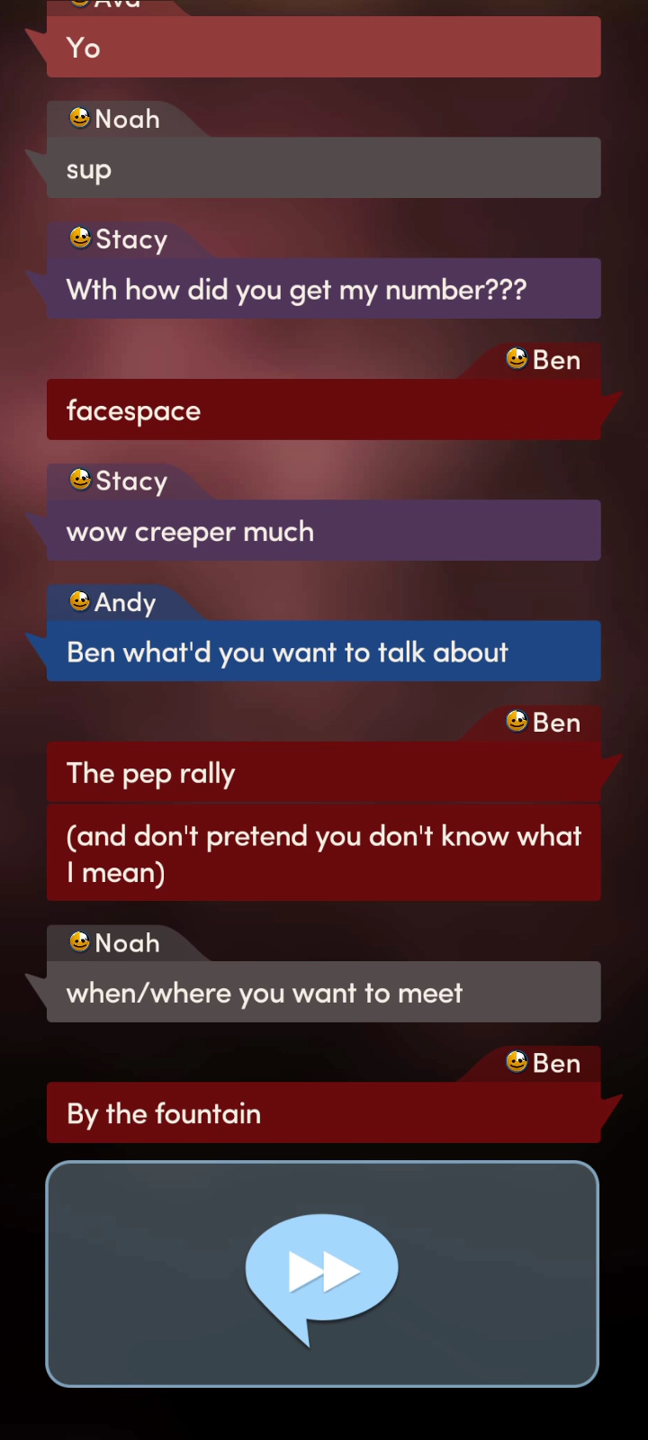 Ava
Yo
Noah
sup
Stacy
Wth how did you get my number???
Ben
facespace
Stacy
wow creeper much
Andy
Ben what'd you want to talk about
Ben
The pep rally
(and don't pretend you don't know what
I mean)
Noah
when/where you want to meet
Ben
By the fountain